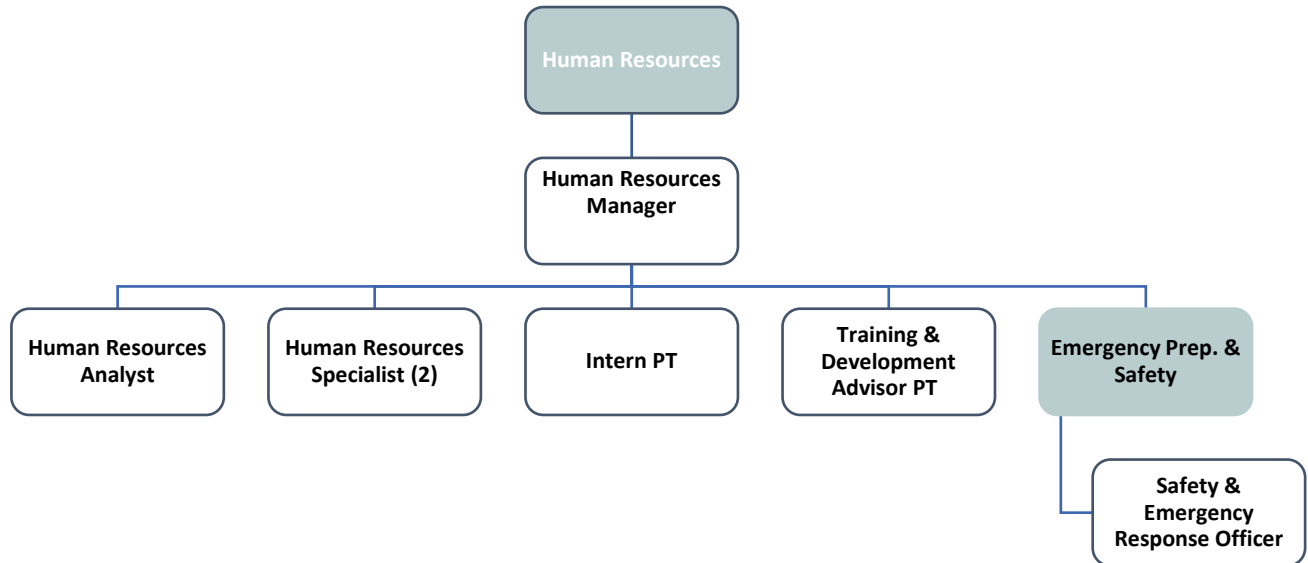 Human Resources
Human Resources
Manager
Human Resources
Analyst
Human Resources
Specialist (2)
Intern PT
Training &
Development
Advisor PT
Emergency Prep. &
Safety
Safety &
Emergency
Response Officer